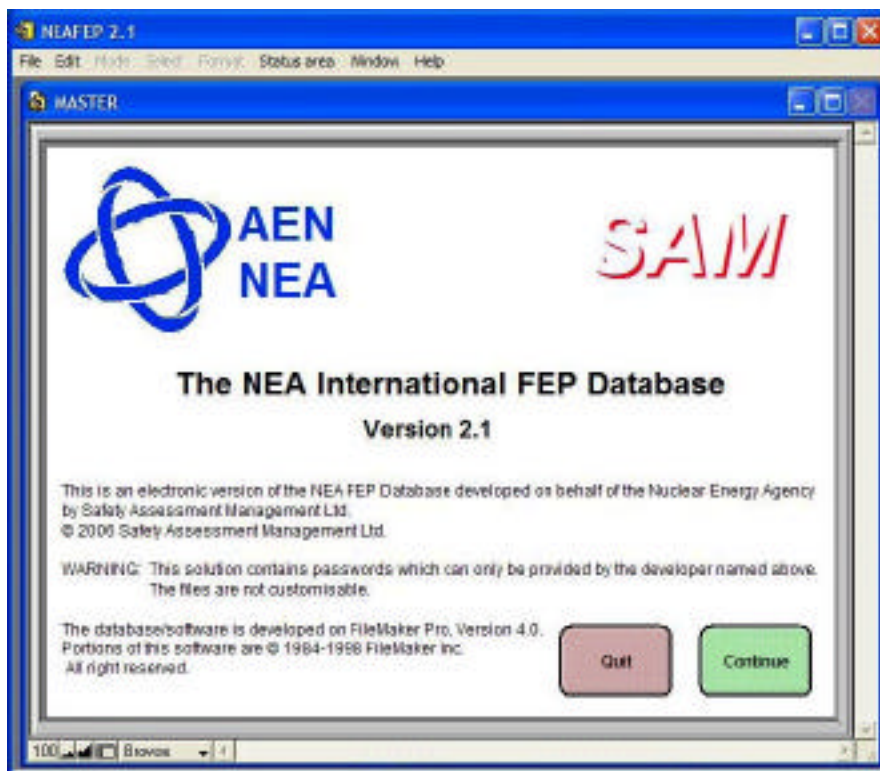 NEAFEP 2.1
File Edit Mode Select Format Status area Window Help
MASTER
AEN
NEA
SAM
The NEA International FEP Database
Version 2.1
This is an electronic version of the NEA FEP Database developed on behalf of the Nuclear Energy Agency
by Safety Assessment Management Ltd.
© 2006 Safety Assessment Management Ltd.
WARNING: This solution contains passwords which can only be provided by the developer named above.
The files are not customisable.
The database/software is developed on FileMaker Pro, Version 4.0.
Portions of this software are © 1984-1998 FileMaker Inc.
All right reserved.
Quit
Continue
100 Browse